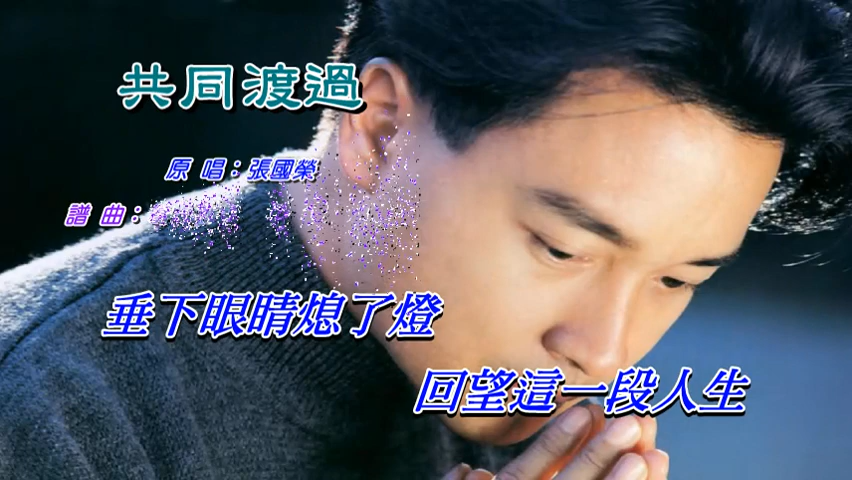 共同渡過
原 唱：張國榮
譜 曲：
垂下眼睛熄了燈
回望這一段人生